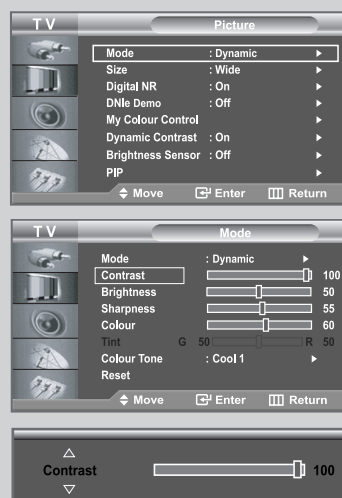 TV Picture
Mode : Dynamic
Size : Wide
Digital NR : On
DNIe Demo : Off
My Colour Control
Dynamic Contrast : On
Brightness Sensor : Off
PIP
Move Enter Return
TV Mode
Mode : Dynamic
Contrast 100
Brightness 50
Sharpness 55
Colour 60
Tint G 50 R 50
Colour Tone : Cool 1
Reset
Move Enter Return
Contrast 100